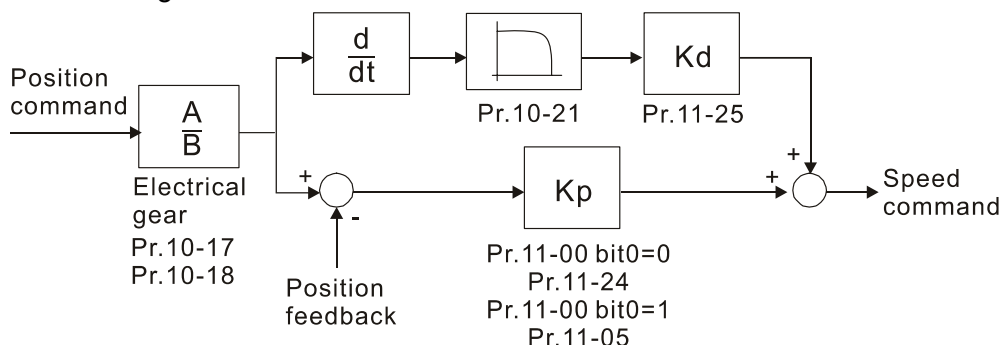 g
d
dt
Kd
Position
command
A
B
Pr.10-21
Pr.11-25
+
Electrical
gear
Pr.10-17
Pr.10-18
+
-
Kp
+
Speed
command
Position
feedback
Pr.11-00 bit0=0
Pr.11-24
Pr.11-00 bit0=1
Pr.11-05